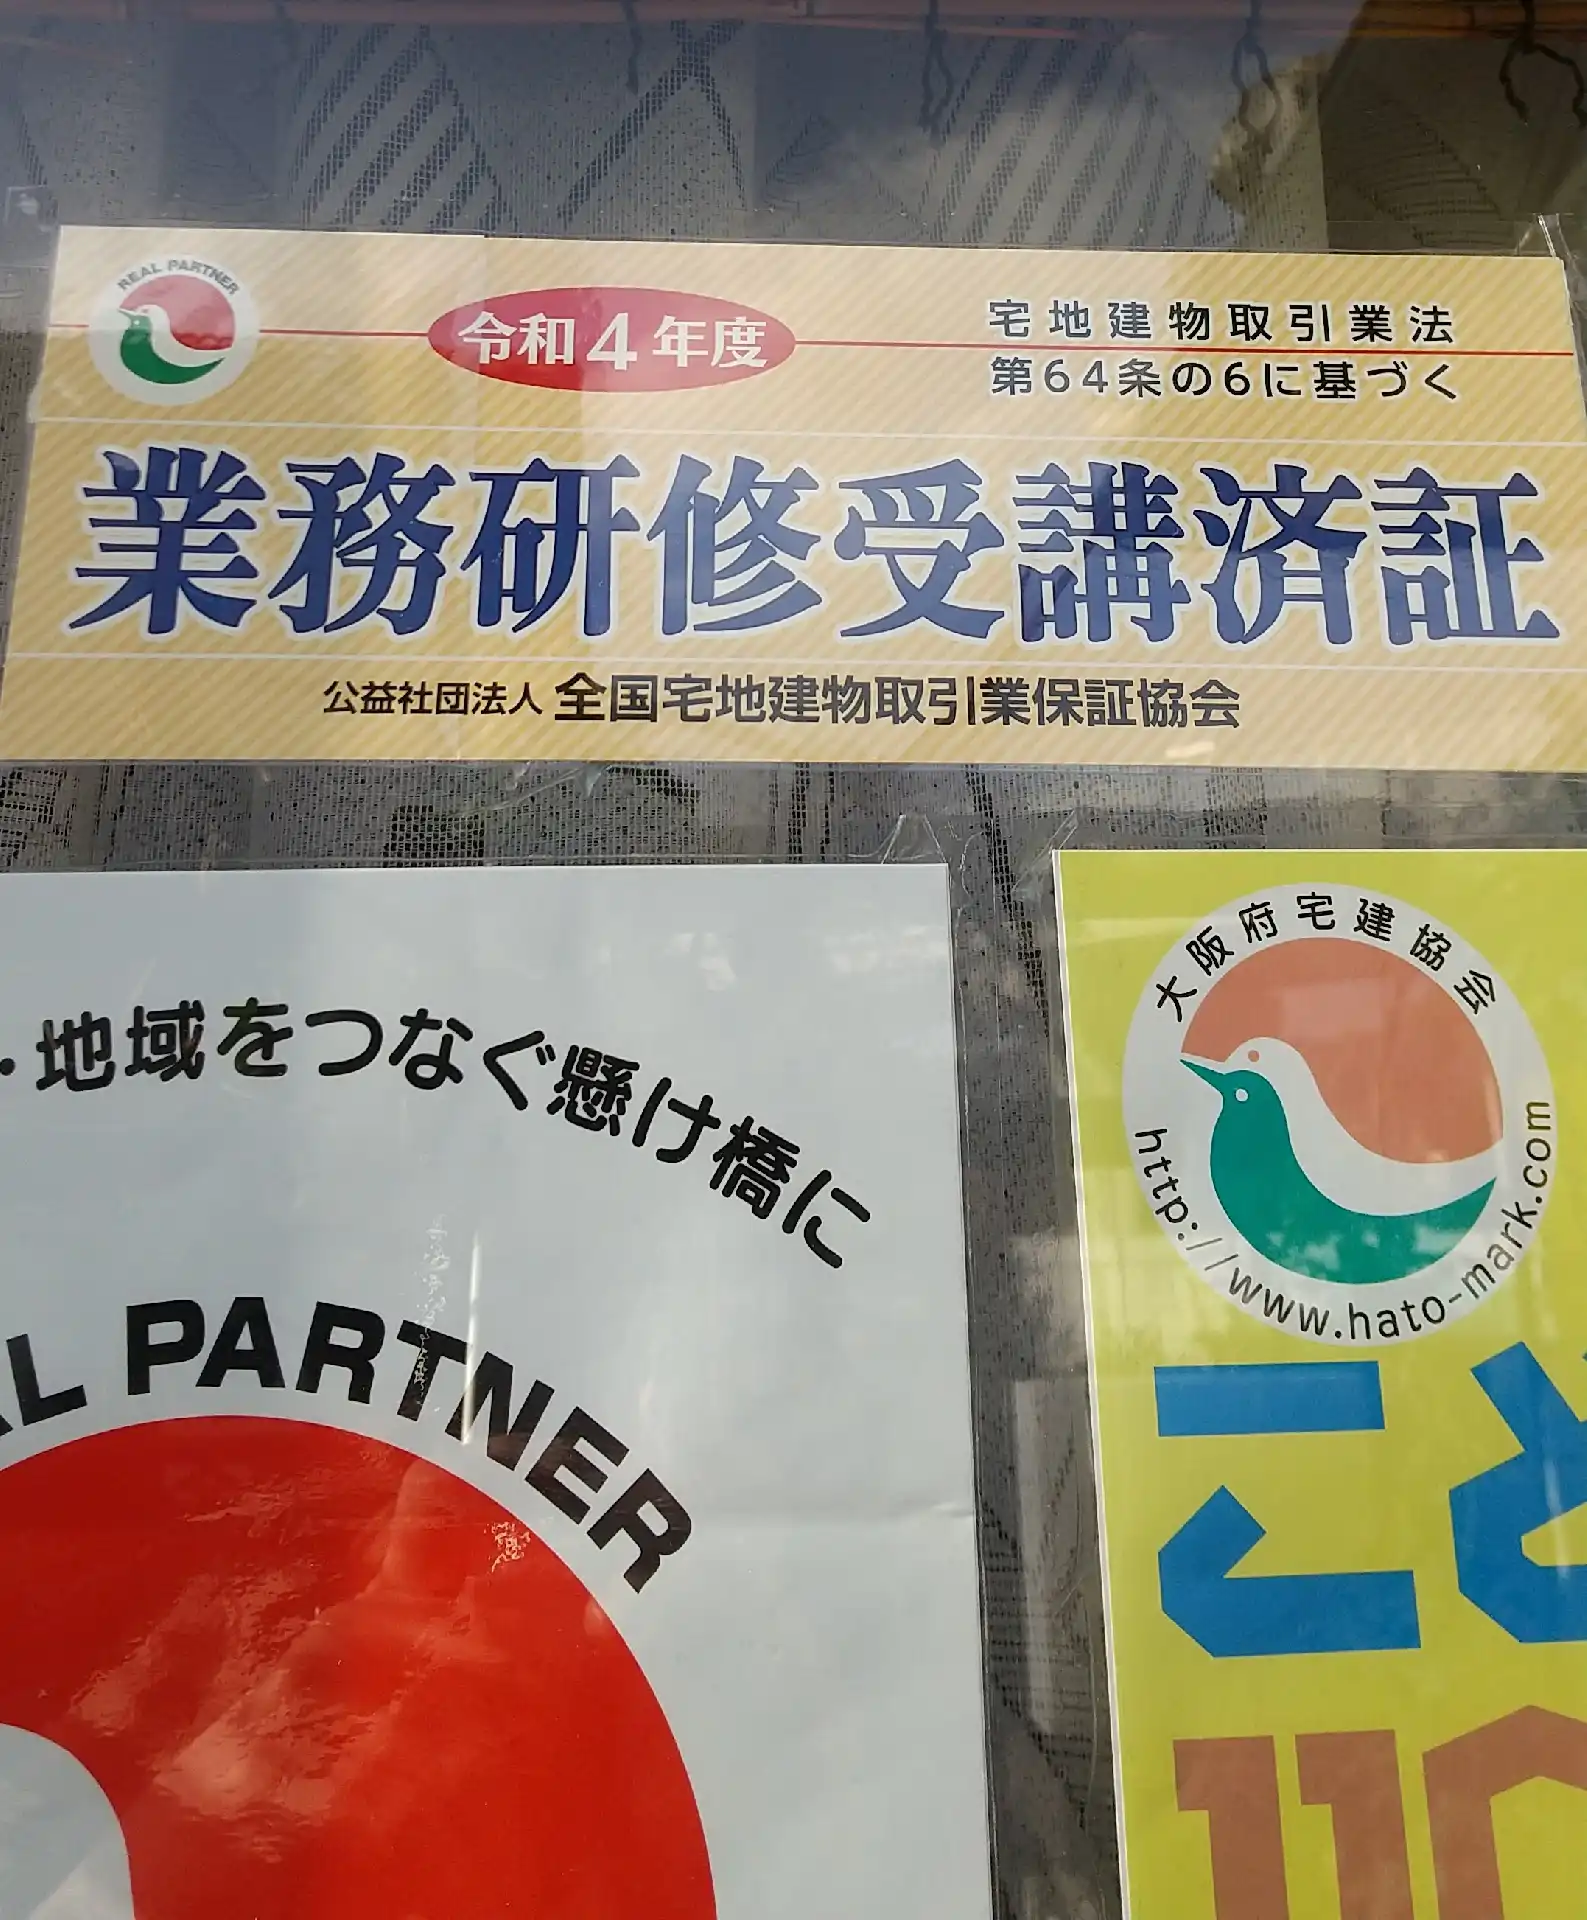 REAL PARTNER
令和4年度
宅地建物取引業法
第64条の6に基づく
業務研修受講済証
公益社団法人 全国宅地建物取引業保証協会
・地域をつなぐ懸け橋に
AL PARTNER
大阪府宅建協会
http://www.hato-mark.com